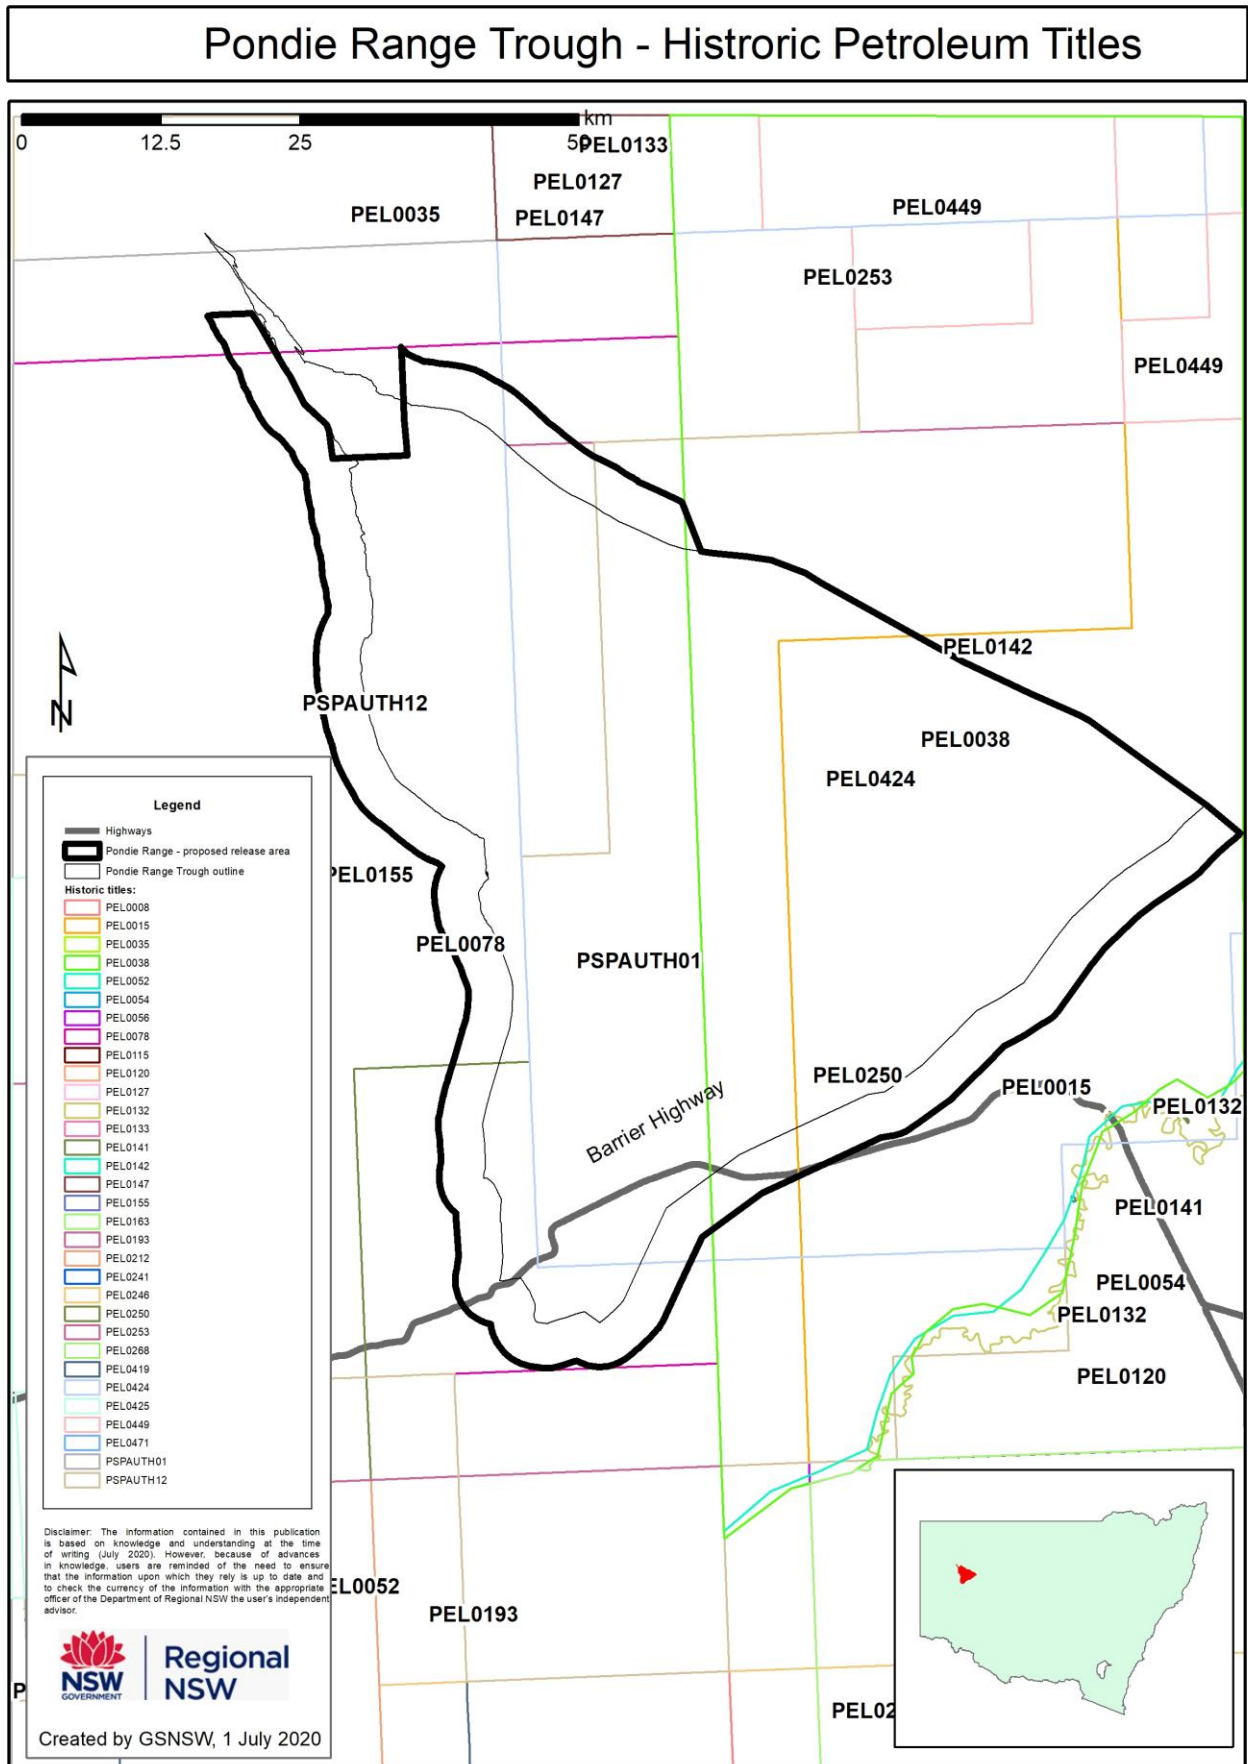 Pondie Range Trough - Histroric Petroleum Titles
km
0
12.5
25
50
PEL0133
PEL0127
PEL0035
PEL0147
PEL0449
PEL0253
PEL0449
PEL0142
PSPAUTH12
PEL0038
PEL0424
PEL0155
PEL0078
PSPAUTH01
PEL0250
PEL0015
PEL0132
Barrier Highway
PEL0141
PEL0054
PEL0132
PEL0120
EL0052
PEL0193
PEL02
P
N
Legend
Highways
Pondie Range - proposed release area
Pondie Range Trough outline
Historic titles:
PEL0008
PEL0015
PEL0035
PEL0038
PEL0052
PEL0054
PEL0056
PEL0078
PEL0115
PEL0120
PEL0127
PEL0132
PEL0133
PEL0141
PEL0142
PEL0147
PEL0155
PEL0163
PEL0193
PEL0212
PEL0241
PEL0246
PEL0250
PEL0253
PEL0268
PEL0419
PEL0424
PEL0425
PEL0449
PEL0471
PSPAUTH01
PSPAUTH12
Disclaimer: The information contained in this publication
is based on knowledge and understanding at the time
of writing (July 2020). However, because of advances
in knowledge, users are reminded of the need to ensure
that the information upon which they rely is up to date and
to check the currency of the information with the appropriate
officer of the Department of Regional NSW the user's independent
advisor.
NSW
GOVERNMENT
Regional
NSW
Created by GSNSW, 1 July 2020